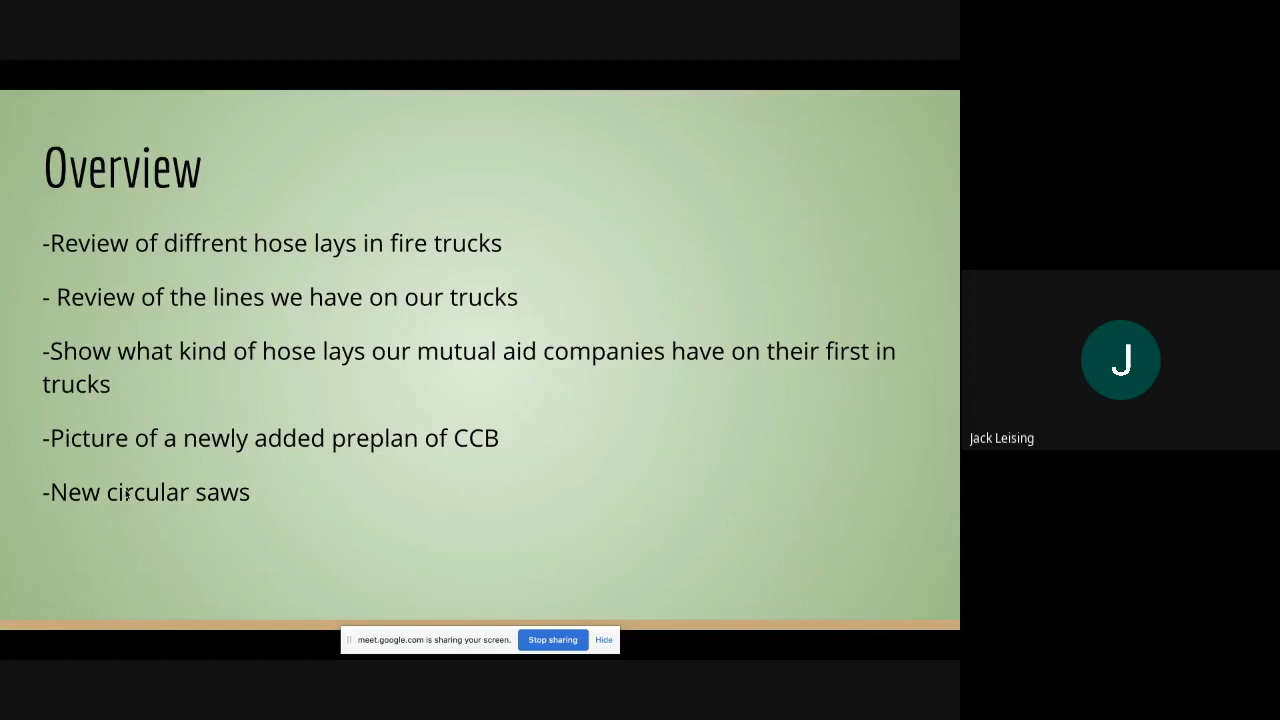 Overview
-Review of diffrent hose lays in fire trucks
- Review of the lines we have on our trucks
-Show what kind of hose lays our mutual aid companies have on their first in
trucks
-Picture of a newly added preplan of CCB
-New circular saws
J
Jack Leising
meet.google.com is sharing your screen. Stop sharing Hide